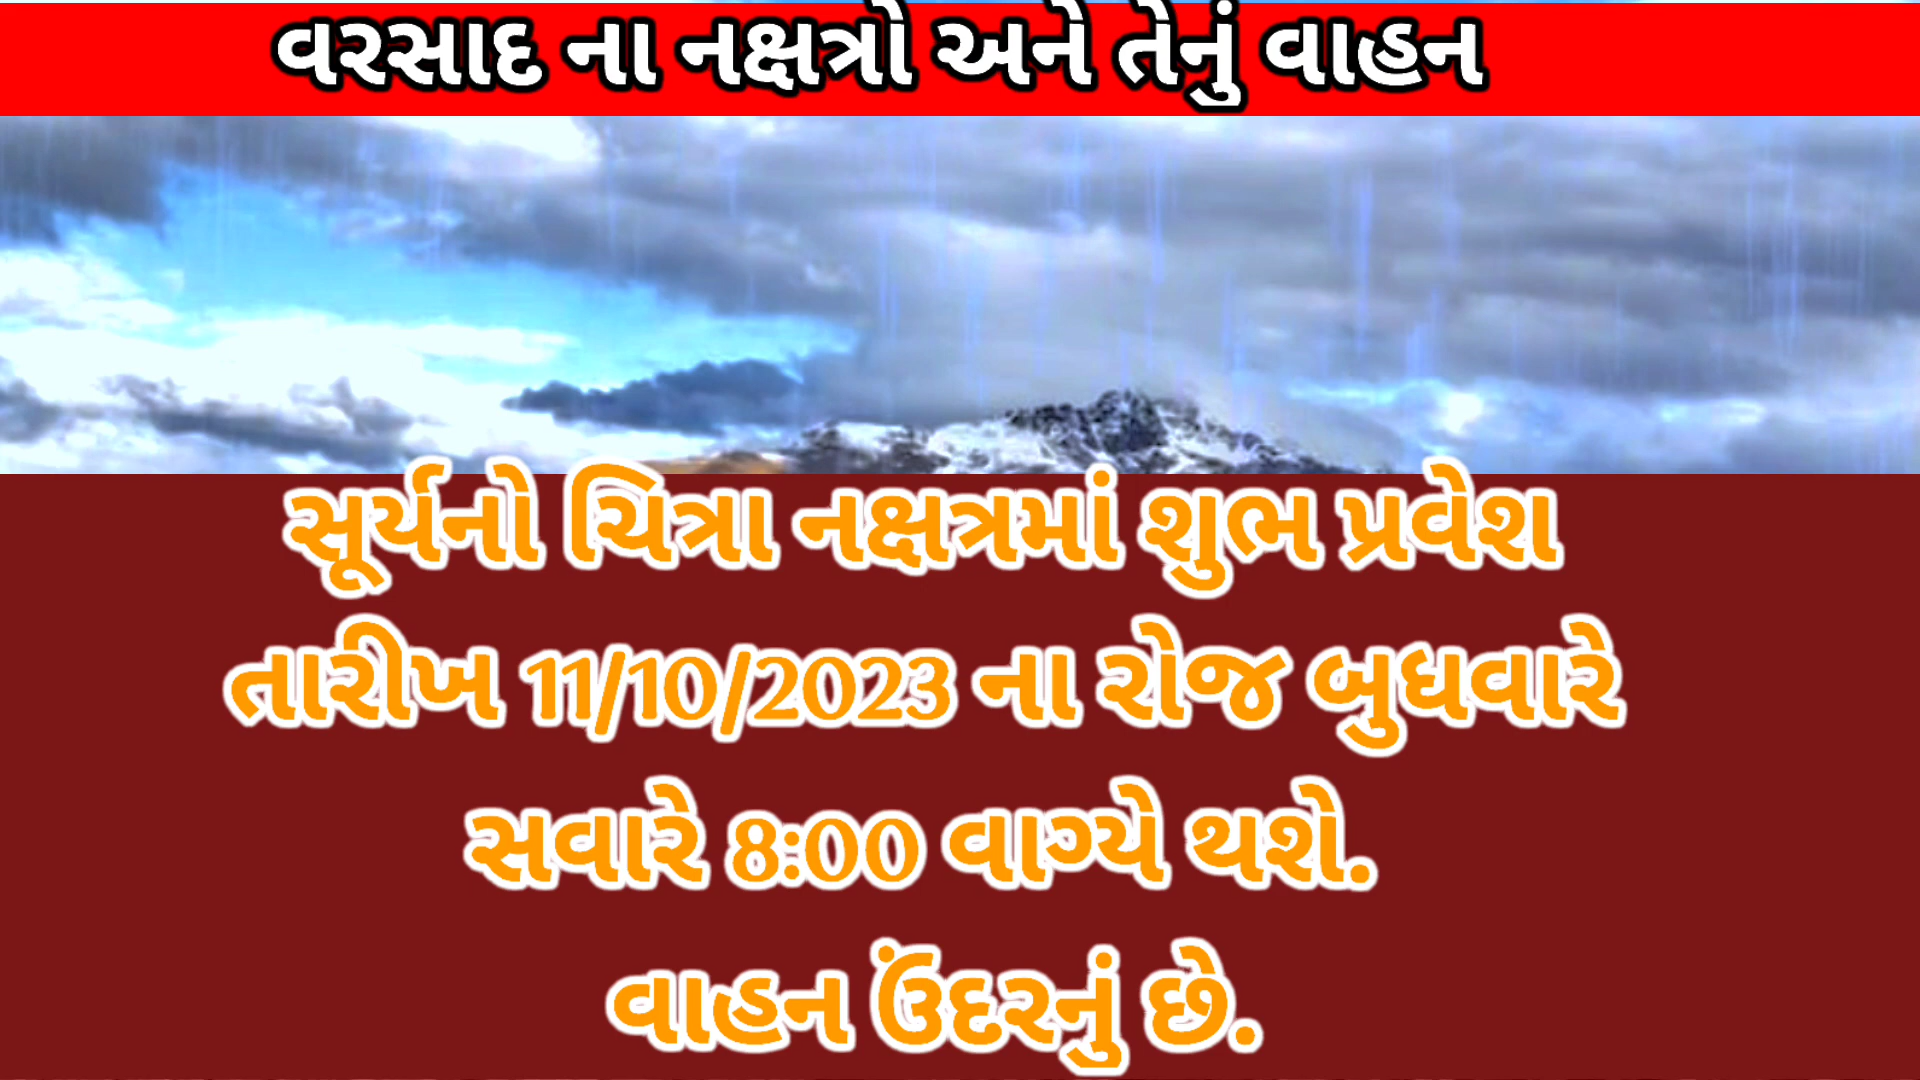 વરસાદ ના નક્ષત્રો અને તેનું વાહન
સૂર્યનો ચિત્રા નક્ષત્રમાં શુભ પ્રવેશ
તારીખ 11/10/2023 ના રોજ બુધવારે
સવારે 8:00 વાગ્યે થશે.
વાહન ઉંદરનું છે.